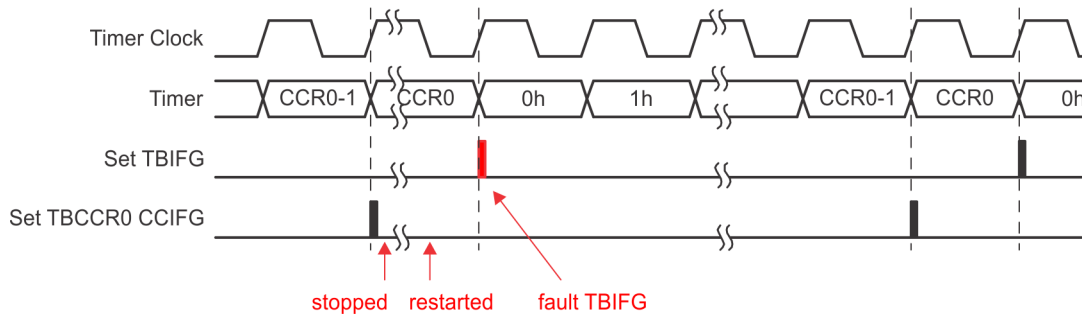 Timer Clock
Timer CCR0-1 CCR0 0h 1h CCR0-1 CCR0 0h
Set TBIFG
Set TBCCR0 CCIFG
stopped restarted fault TBIFG